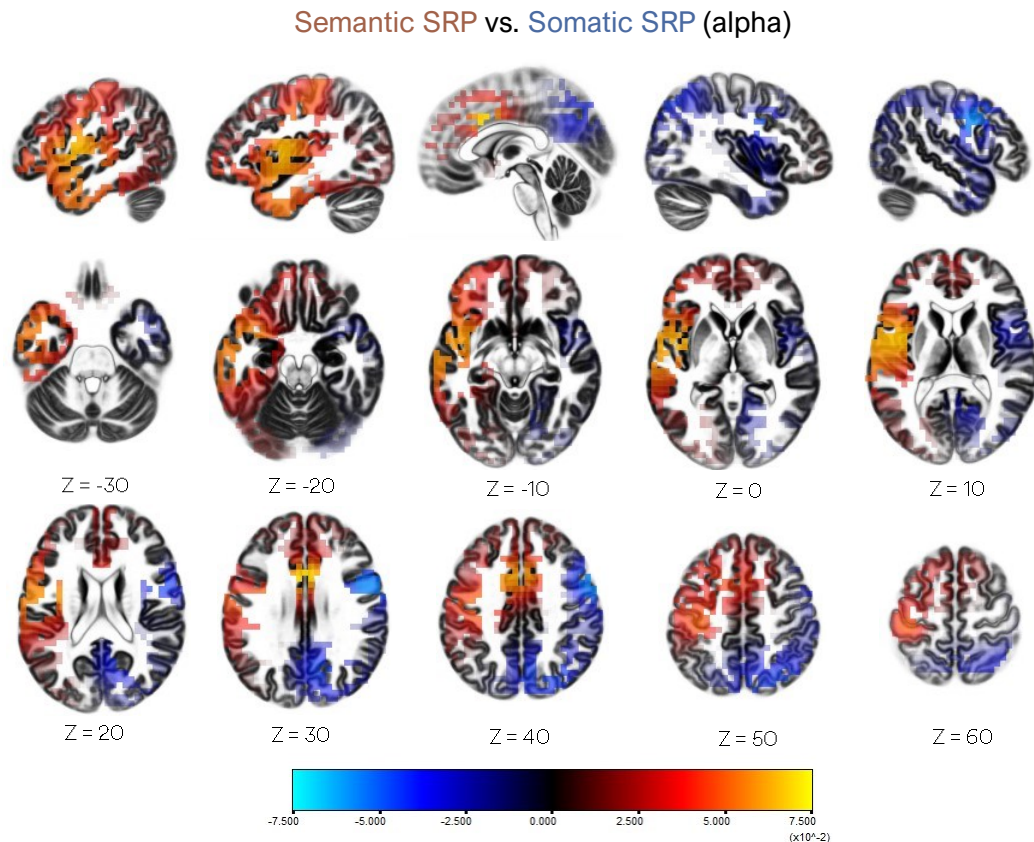 Semantic SRP vs. Somatic SRP (alpha)
Z = -30
Z = -20
Z = -10
Z = 0
Z = 10
Z = 20
Z = 30
Z = 40
Z = 50
Z = 60
-7.500 -5.000 -2.500 0.000 2.500 5.000 7.500
(x10^-2)